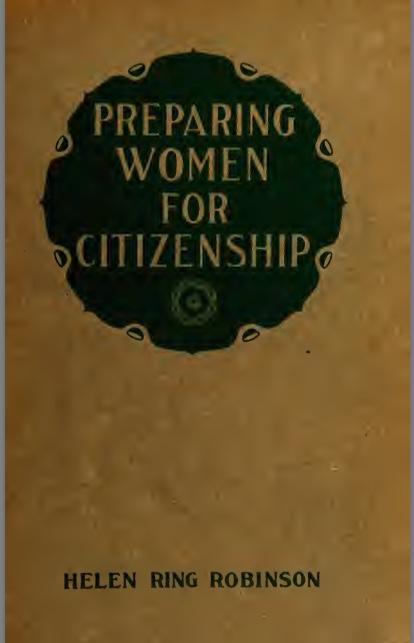 PREPARING
WOMEN
FOR
CITIZENSHIP
HELEN RING ROBINSON